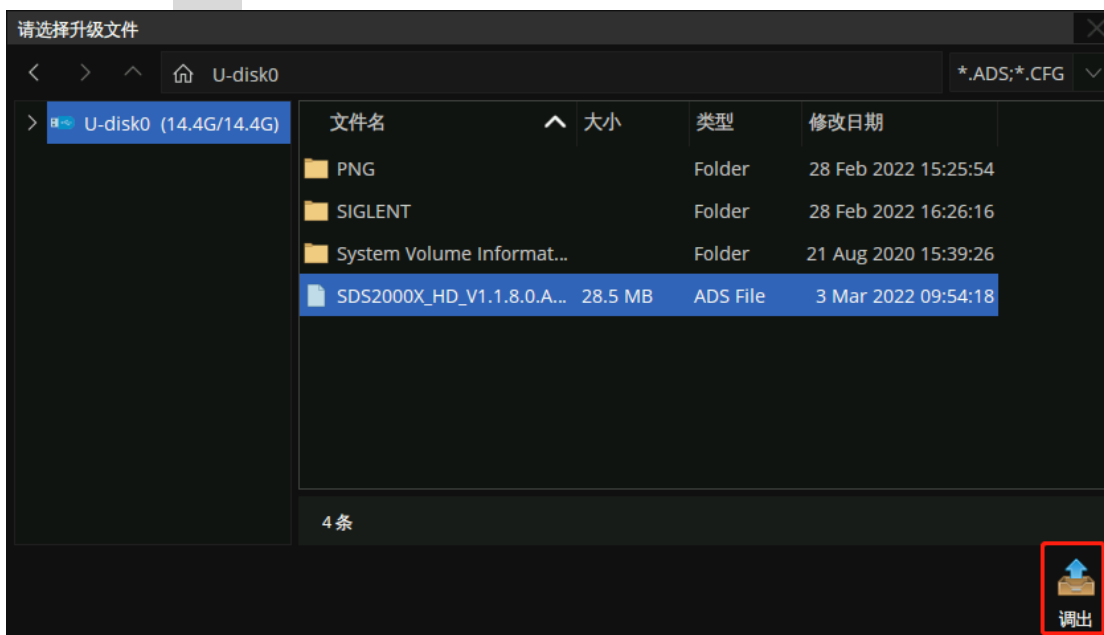 请选择升级文件
U-disk0 *.ADS;*.CFG
U-disk0 (14.4G/14.4G) 文件名 大小 类型 修改日期
PNG Folder 28 Feb 2022 15:25:54
SIGLENT Folder 28 Feb 2022 16:26:16
System Volume Informat... Folder 21 Aug 2020 15:39:26
SDS2000X_HD_V1.1.8.0.A... 28.5 MB ADS File 3 Mar 2022 09:54:18
4 条
调出